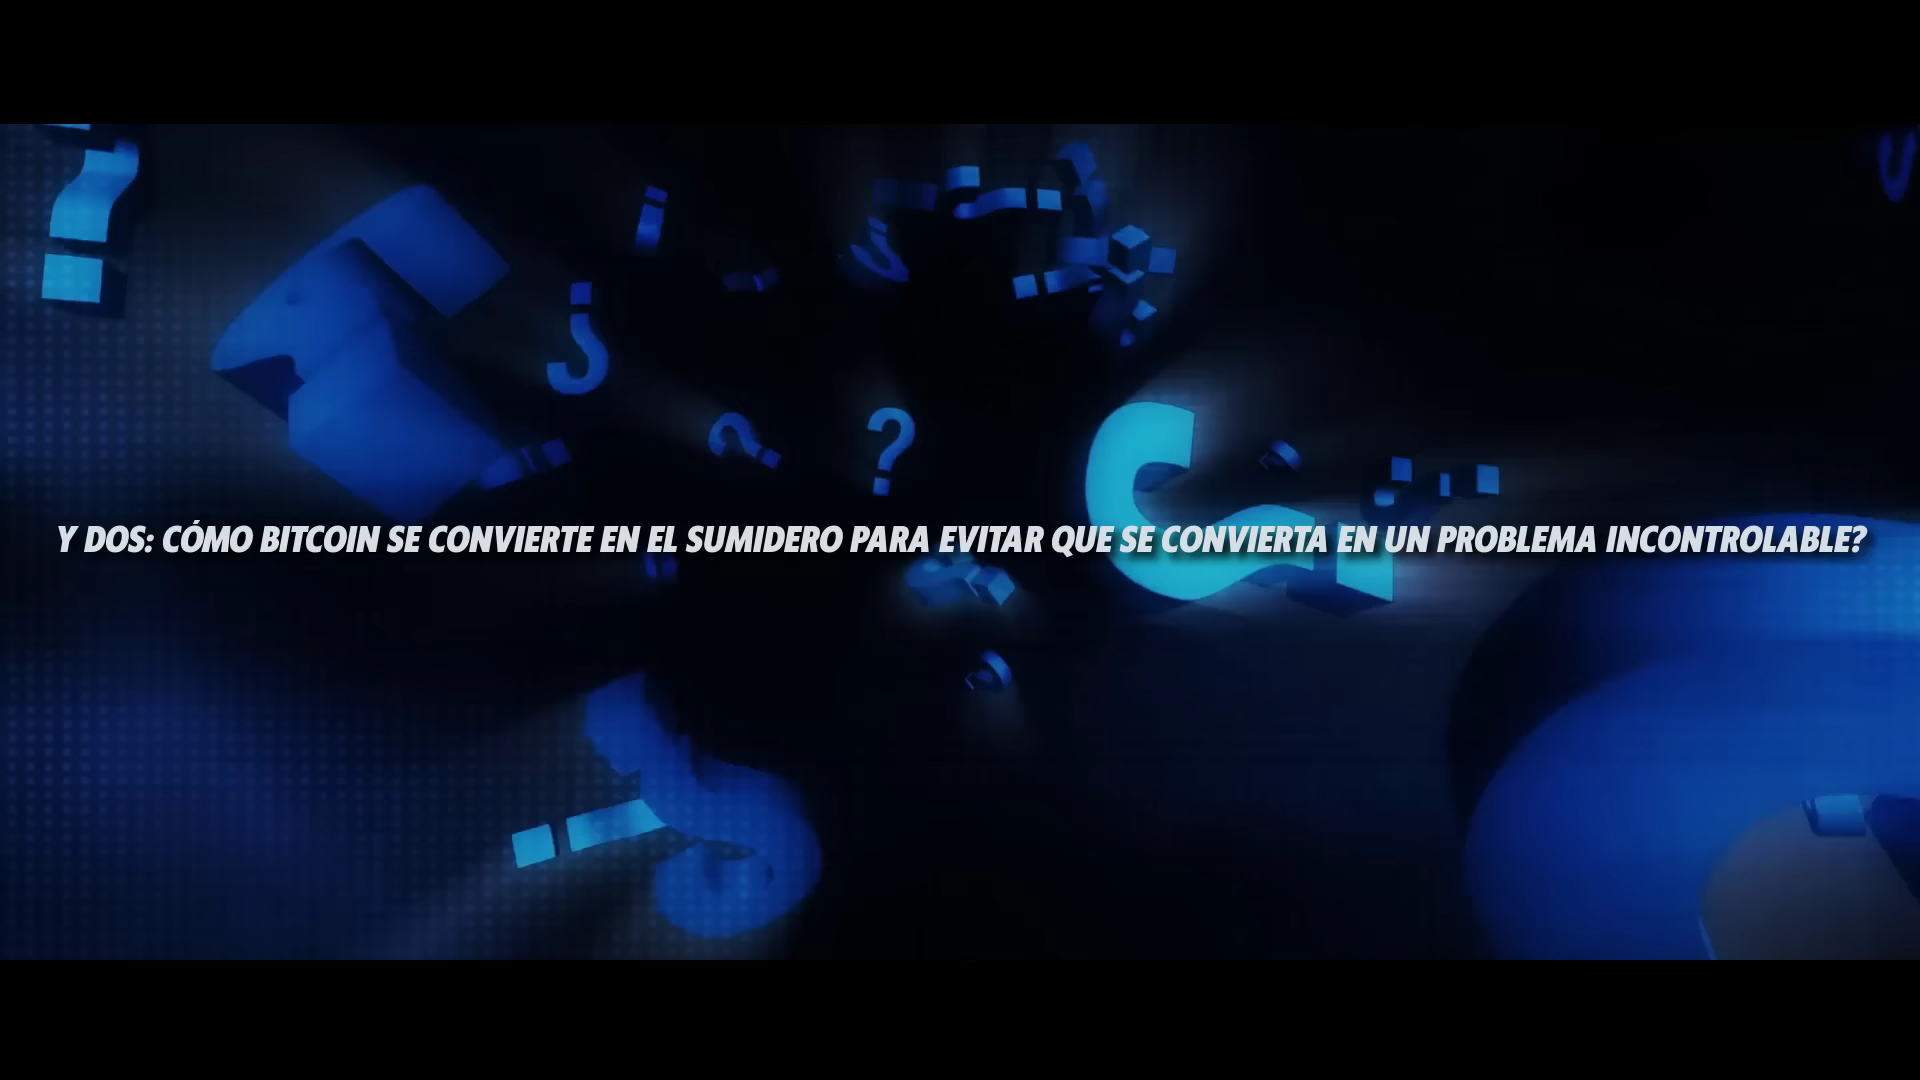 Y DOS: CÓMO BITCOIN SE CONVIERTE EN EL SUMIDERO PARA EVITAR QUE SE CONVIERTA EN UN PROBLEMA INCONTROLABLE?